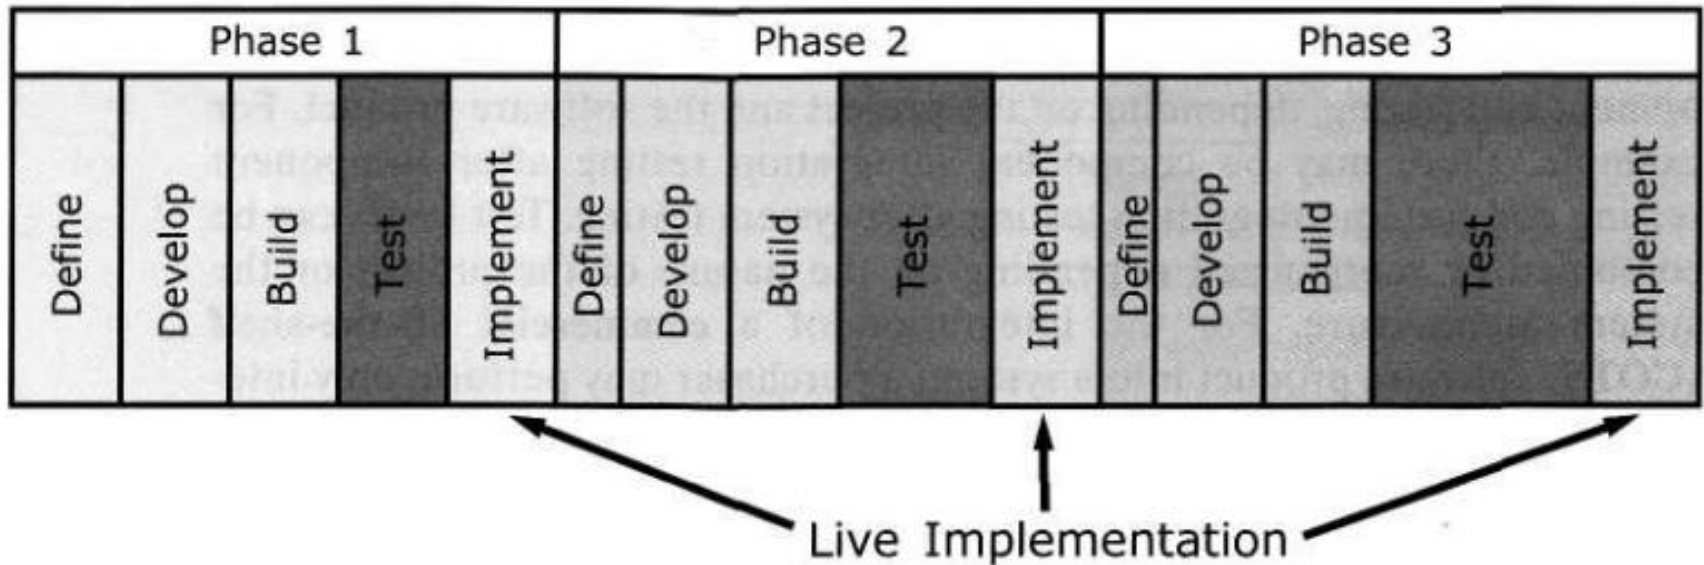 Phase 1
Phase 2
Phase 3
Define
Develop
Build
Test
Implement
Define
Develop
Build
Test
Implement
Define
Develop
Build
Test
Implement
Live Implementation